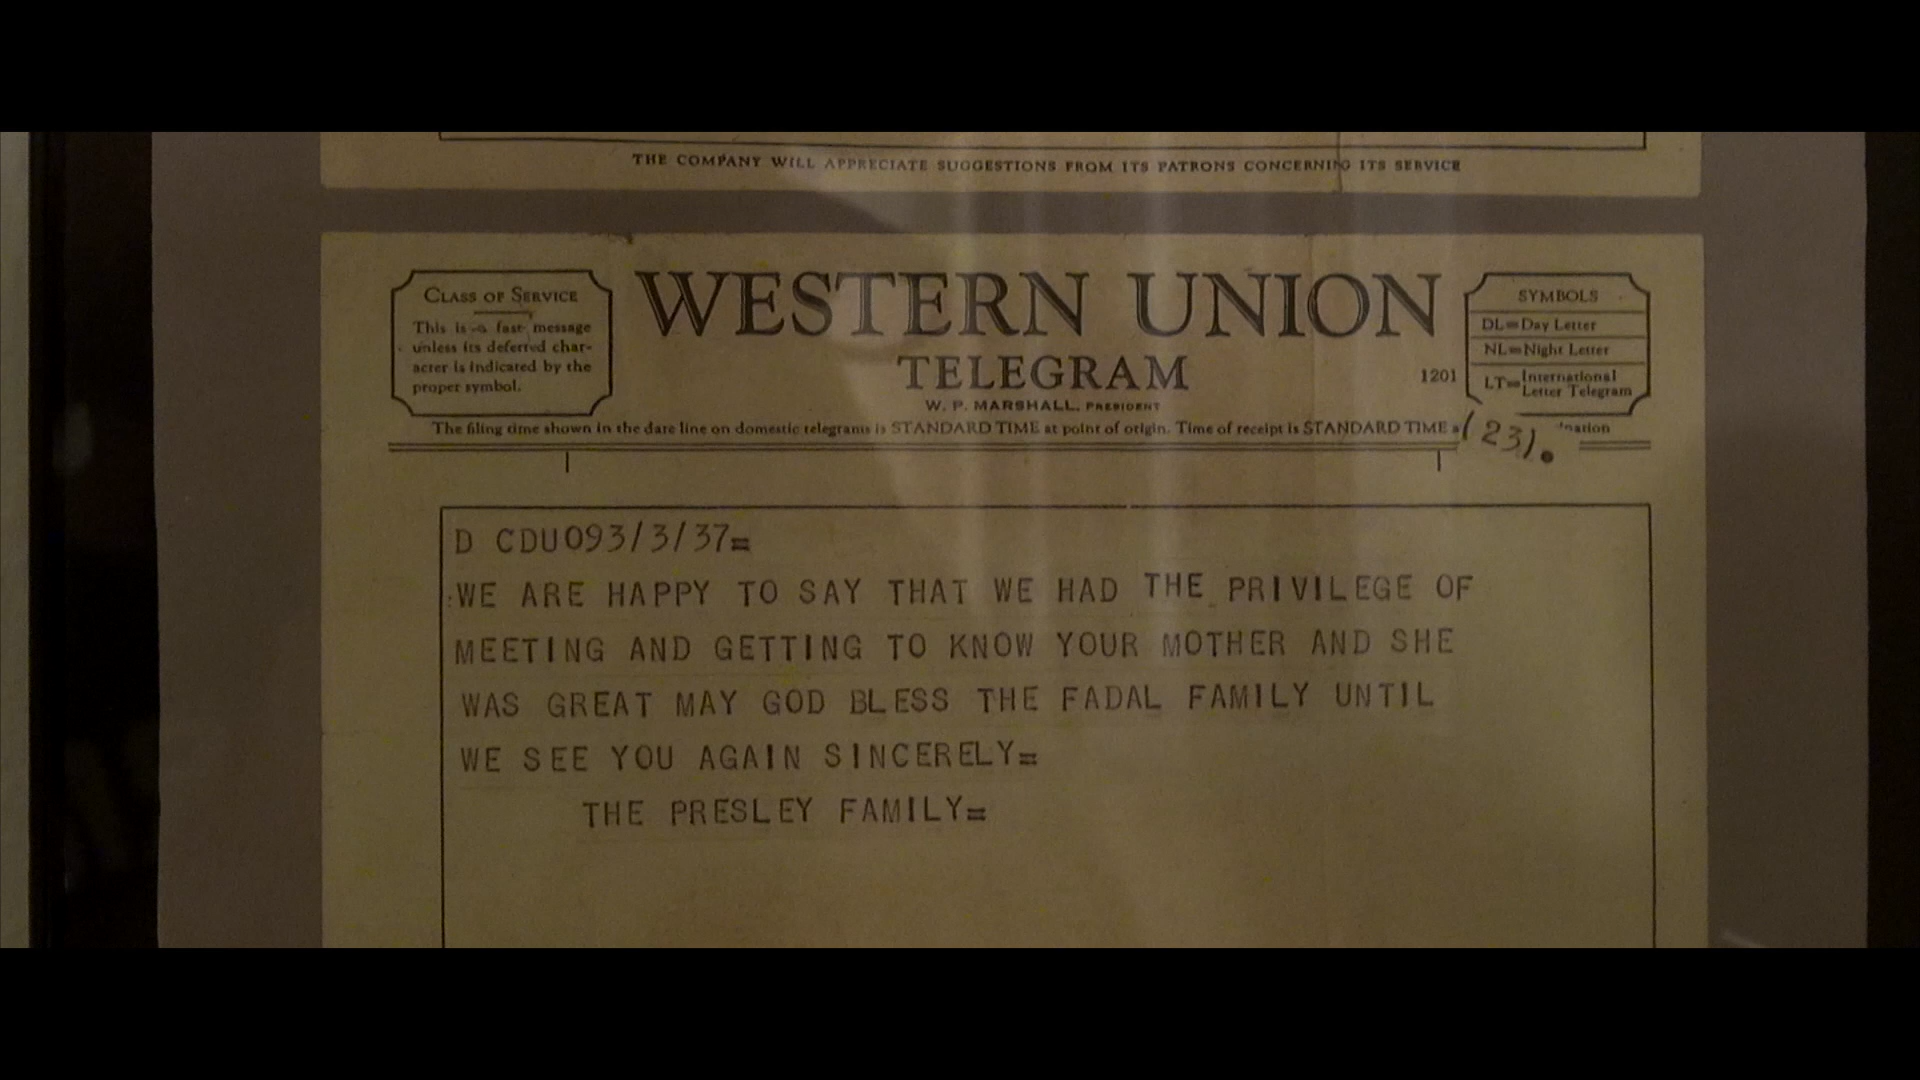 THE COMPANY WILL APPRECIATE SUGGESTIONS FROM ITS PATRONS CONCERNING ITS SERVICE
CLASS OF SERVICE
This is a fast message
unless its deferred char-
acter is indicated by the
proper symbol.
WESTERN UNION
TELEGRAM
W. P. MARSHALL, PRESIDENT
1201
SYMBOLS
DL=Day Letter
NL=Night Letter
LT=International
Letter Telegram
The filing time shown in the date line on domestic telegrams is STANDARD TIME at point of origin. Time of receipt is STANDARD TIME
(23).
D CDU093/3/37=
WE ARE HAPPY TO SAY THAT WE HAD THE PRIVILEGE OF
MEETING AND GETTING TO KNOW YOUR MOTHER AND SHE
WAS GREAT MAY GOD BLESS THE FADAL FAMILY UNTIL
WE SEE YOU AGAIN SINCERELY=
THE PRESLEY FAMILY=